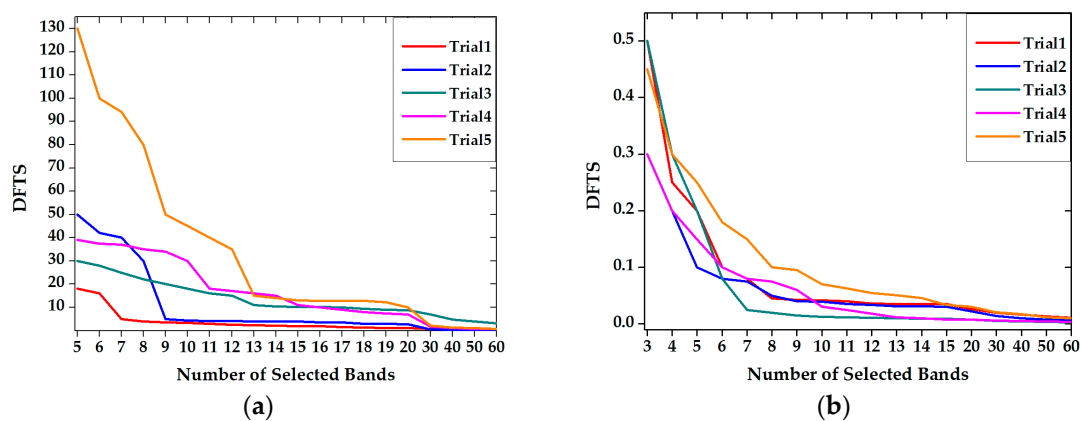 130
120
110
100
90
80
70
60
50
40
30
20
10
DFTS
5 6 7 8 9 10 11 12 13 14 15 16 17 18 19 20 30 40 50 60
Number of Selected Bands
Trial1
Trial2
Trial3
Trial4
Trial5
(a)
0.5
0.4
0.3
0.2
0.1
0.0
DFTS
3 4 5 6 7 8 9 10 11 12 13 14 15 20 30 40 50 60
Number of Selected Bands
Trial1
Trial2
Trial3
Trial4
Trial5
(b)